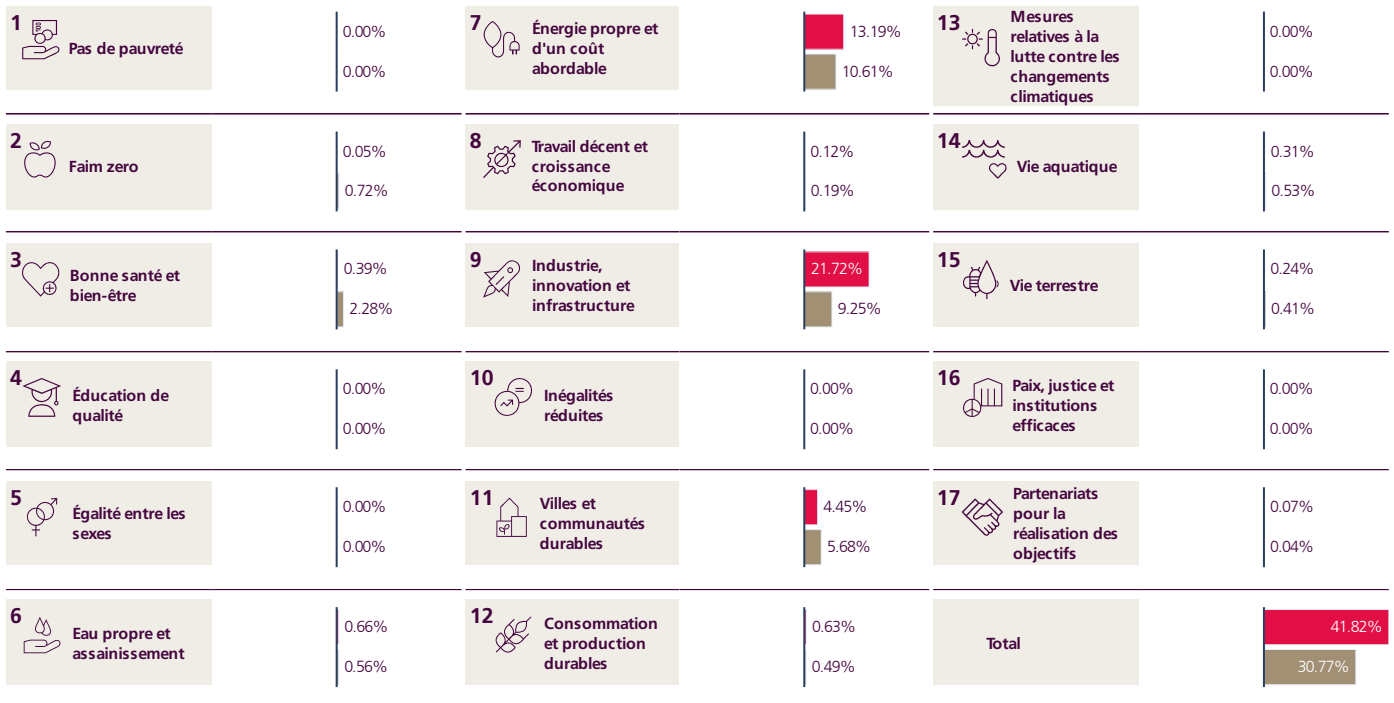 1
Pas de pauvreté
0.00%
0.00%
2
Faim zero
0.05%
0.72%
3
Bonne santé et
bien-être
0.39%
2.28%
4
Éducation de
qualité
0.00%
0.00%
5
Égalité entre les
sexes
0.00%
0.00%
6
Eau propre et
assainissement
0.66%
0.56%
7
Énergie propre et
d'un coût
abordable
13.19%
10.61%
8
Travail décent et
croissance
économique
0.12%
0.19%
9
Industrie,
innovation et
infrastructure
21.72%
9.25%
10
Inégalités
réduites
0.00%
0.00%
11
Villes et
communautés
durables
4.45%
5.68%
12
Consommation
et production
durables
0.63%
0.49%
13
Mesures
relatives à la
lutte contre les
changements
climatiques
0.00%
0.00%
14
Vie aquatique
0.31%
0.53%
15
Vie terrestre
0.24%
0.41%
16
Paix, justice et
institutions
efficaces
0.00%
0.00%
17
Partenariats
pour la
réalisation des
objectifs
0.07%
0.04%
Total
41.82%
30.77%